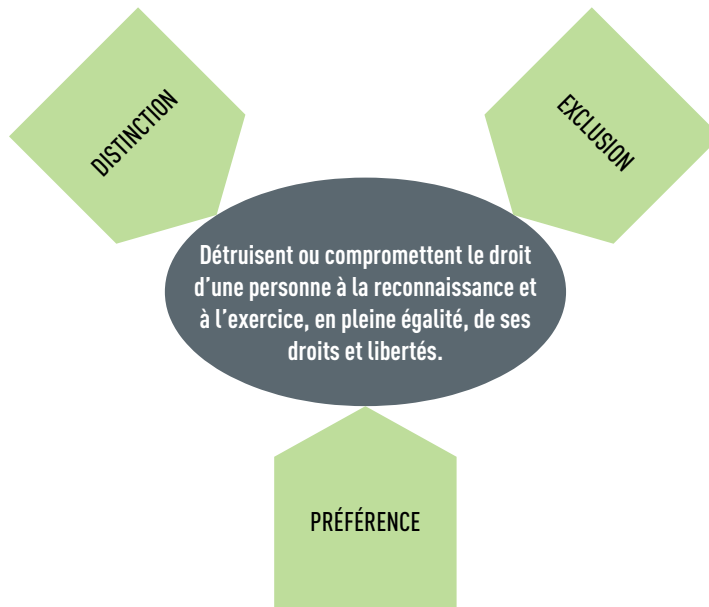 DISTINCTION
EXCLUSION
Détruisent ou compromettent le droit
d’une personne à la reconnaissance et
à l’exercice, en pleine égalité, de ses
droits et libertés.
PRÉFÉRENCE